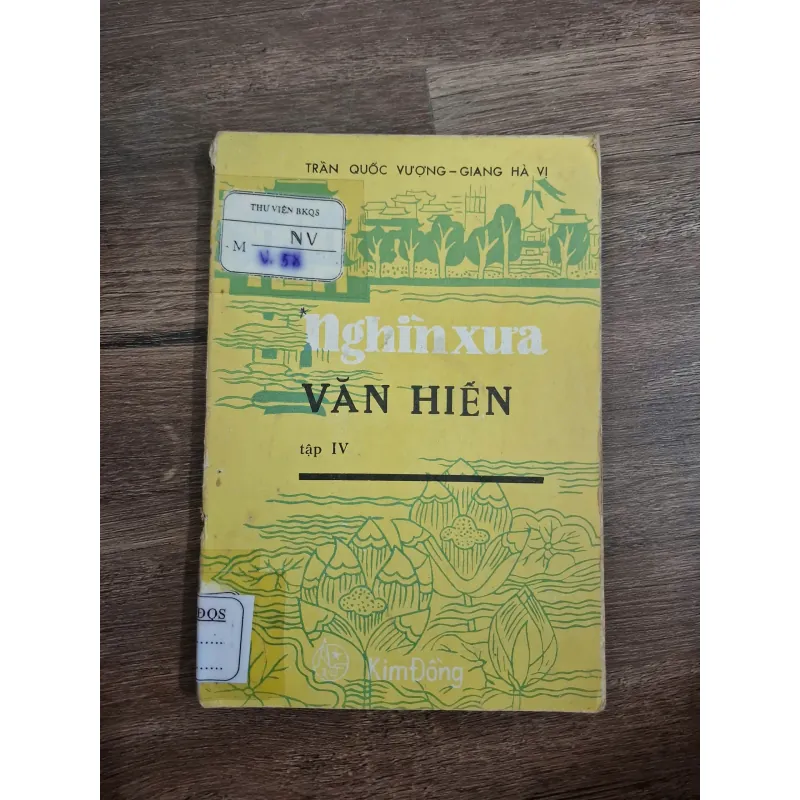 TRẦN QUỐC VƯỢNG – GIANG HÀ VỊ
THƯ VIỆN BKQS
M NV
V. 58
Nghìn xưa
VĂN HIẾN
tập IV
ĐQS
Kim Đồng